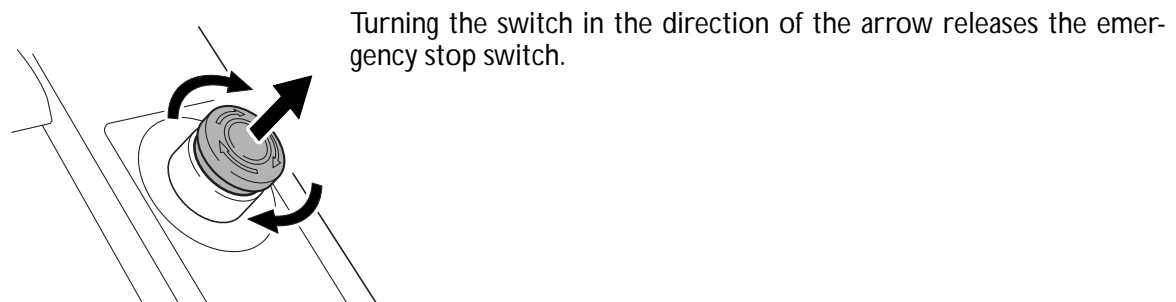 Turning the switch in the direction of the arrow releases the emer-
gency stop switch.